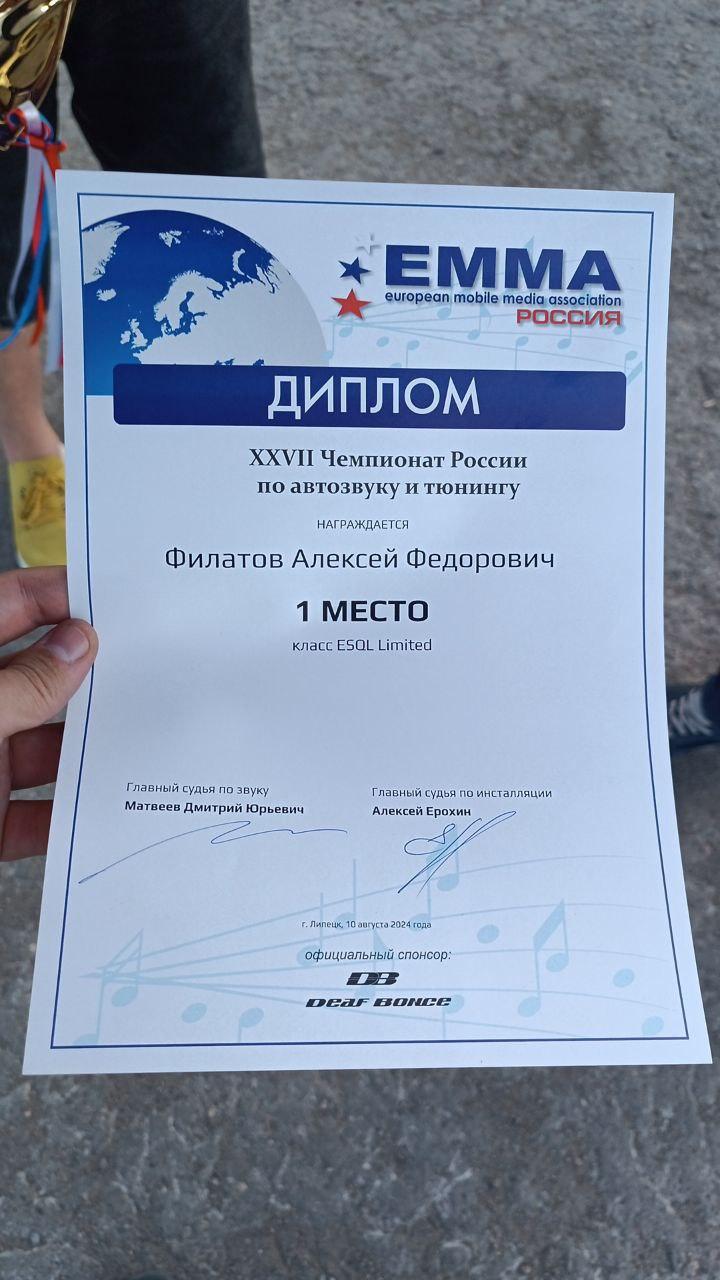 EMMA
european mobile media association
РОССИЯ
ДИПЛОМ
XXVII Чемпионат России
по автозвуку и тюнингу
НАГРАЖДАЕТСЯ
Филатов Алексей Федорович
1 МЕСТО
класс ESQL Limited
Главный судья по звуку
Матвеев Дмитрий Юрьевич
Главный судья по инсталляции
Алексей Ерохин
г. Липецк, 10 августа 2024 года
официальный спонсор:
DB
Deaf Bonce